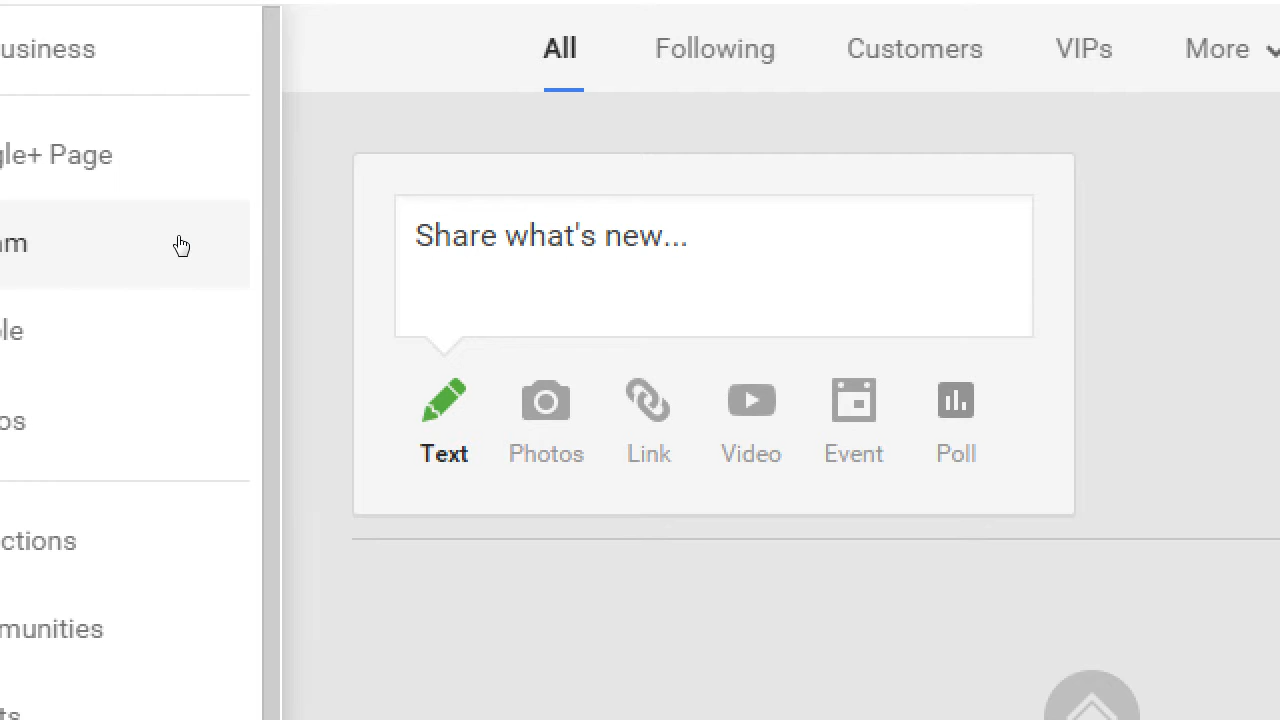 usiness
gle+ Page
am
ple
os
ctions
munities
ts
All Following Customers VIPs More
Share what's new...
Text Photos Link Video Event Poll